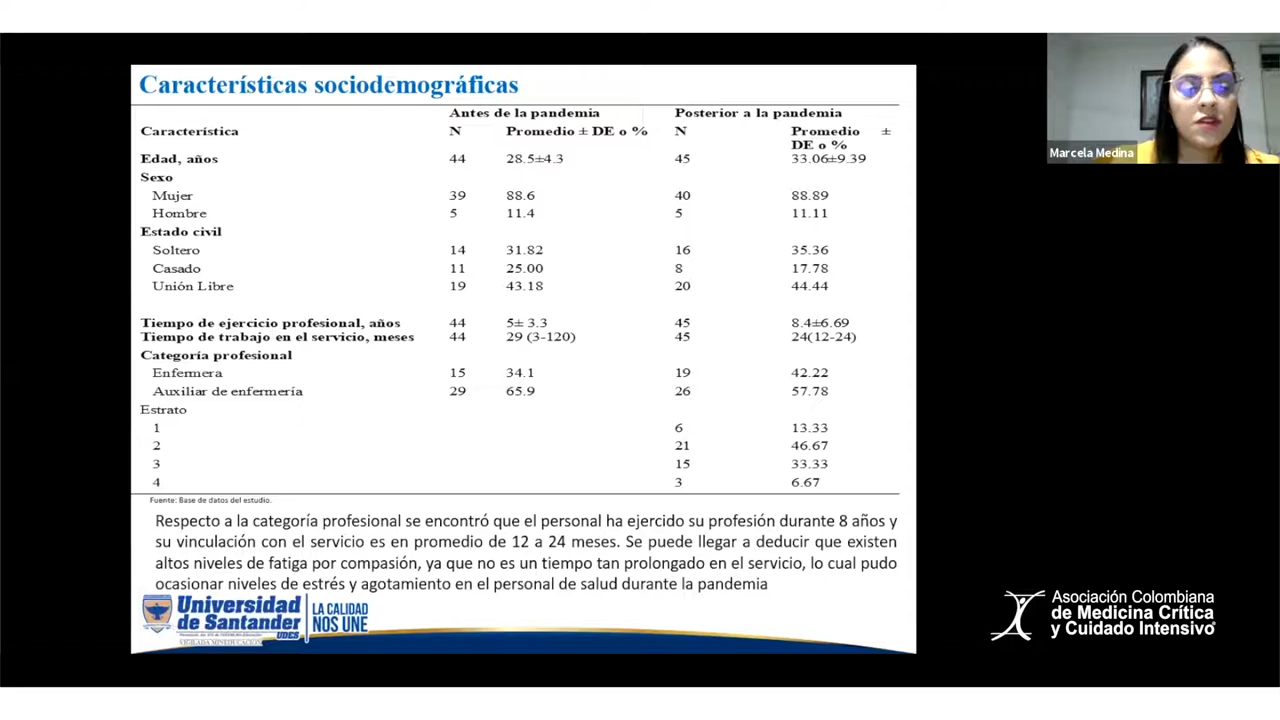 Características sociodemográficas
Antes de la pandemia Posterior a la pandemia
Característica N Promedio ± DE o % N Promedio ± DE o %
Edad, años 44 28.5±4.3 45 33.06±9.39
Sexo
Mujer 39 88.6 40 88.89
Hombre 5 11.4 5 11.11
Estado civil
Soltero 14 31.82 16 35.36
Casado 11 25.00 8 17.78
Unión Libre 19 43.18 20 44.44
Tiempo de ejercicio profesional, años 44 5± 3.3 45 8.4±6.69
Tiempo de trabajo en el servicio, meses 44 29 (3-120) 45 24(12-24)
Categoría profesional
Enfermera 15 34.1 19 42.22
Auxiliar de enfermería 29 65.9 26 57.78
Estrato
1 6 13.33
2 21 46.67
3 15 33.33
4 3 6.67
Fuente: Base de datos del estudio.
Respecto a la categoría profesional se encontró que el personal ha ejercido su profesión durante 8 años y
su vinculación con el servicio es en promedio de 12 a 24 meses. Se puede llegar a deducir que existen
altos niveles de fatiga por compasión, ya que no es un tiempo tan prolongado en el servicio, lo cual pudo
ocasionar niveles de estrés y agotamiento en el personal de salud durante la pandemia
Universidad
de Santander
UDES
VIGILADA MINEDUCACIÓN
LA CALIDAD
NOS UNE
Marcela Medina
Asociación Colombiana
de Medicina Crítica
y Cuidado Intensivo